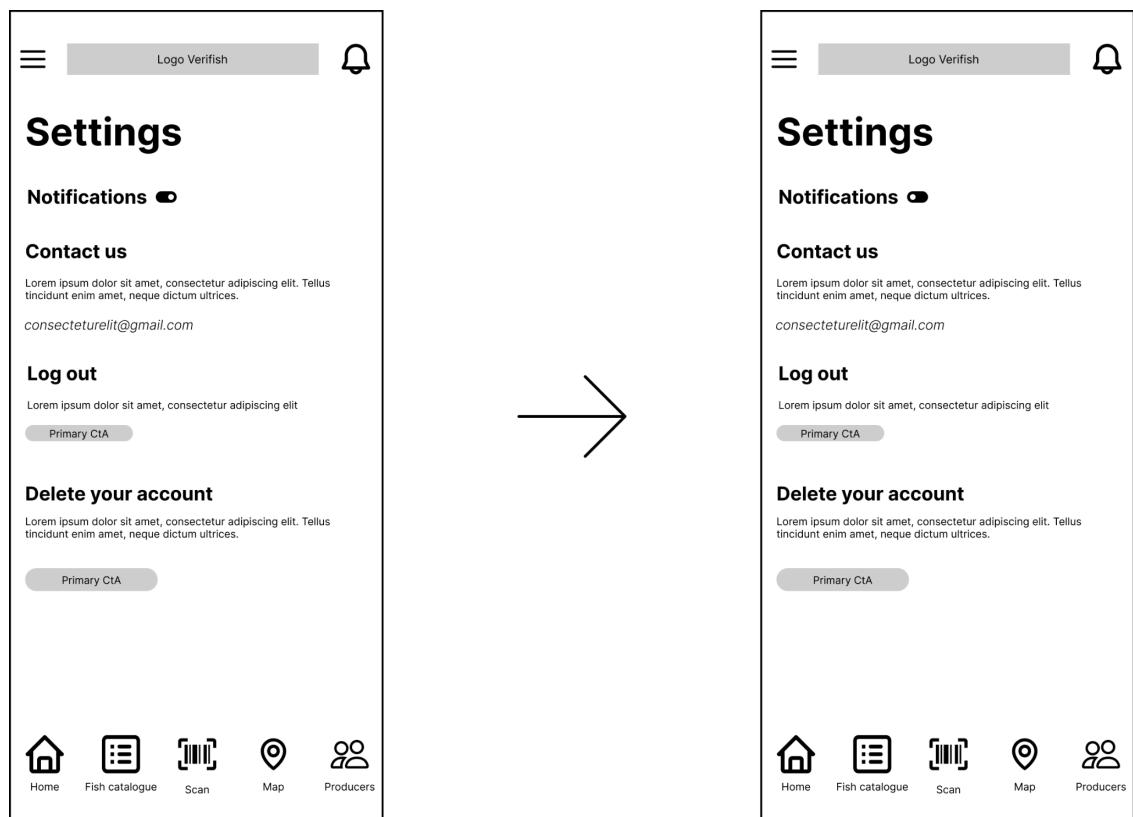 Logo Verifish
Settings
Notifications
Contact us
Lorem ipsum dolor sit amet, consectetur adipiscing elit. Tellus
tincidunt enim amet, neque dictum ultrices.
consecteturelit@gmail.com
Log out
Lorem ipsum dolor sit amet, consectetur adipiscing elit
Primary CtA
Delete your account
Lorem ipsum dolor sit amet, consectetur adipiscing elit. Tellus
tincidunt enim amet, neque dictum ultrices.
Primary CtA
Home
Fish catalogue
Scan
Map
Producers
Logo Verifish
Settings
Notifications
Contact us
Lorem ipsum dolor sit amet, consectetur adipiscing elit. Tellus
tincidunt enim amet, neque dictum ultrices.
consecteturelit@gmail.com
Log out
Lorem ipsum dolor sit amet, consectetur adipiscing elit
Primary CtA
Delete your account
Lorem ipsum dolor sit amet, consectetur adipiscing elit. Tellus
tincidunt enim amet, neque dictum ultrices.
Primary CtA
Home
Fish catalogue
Scan
Map
Producers